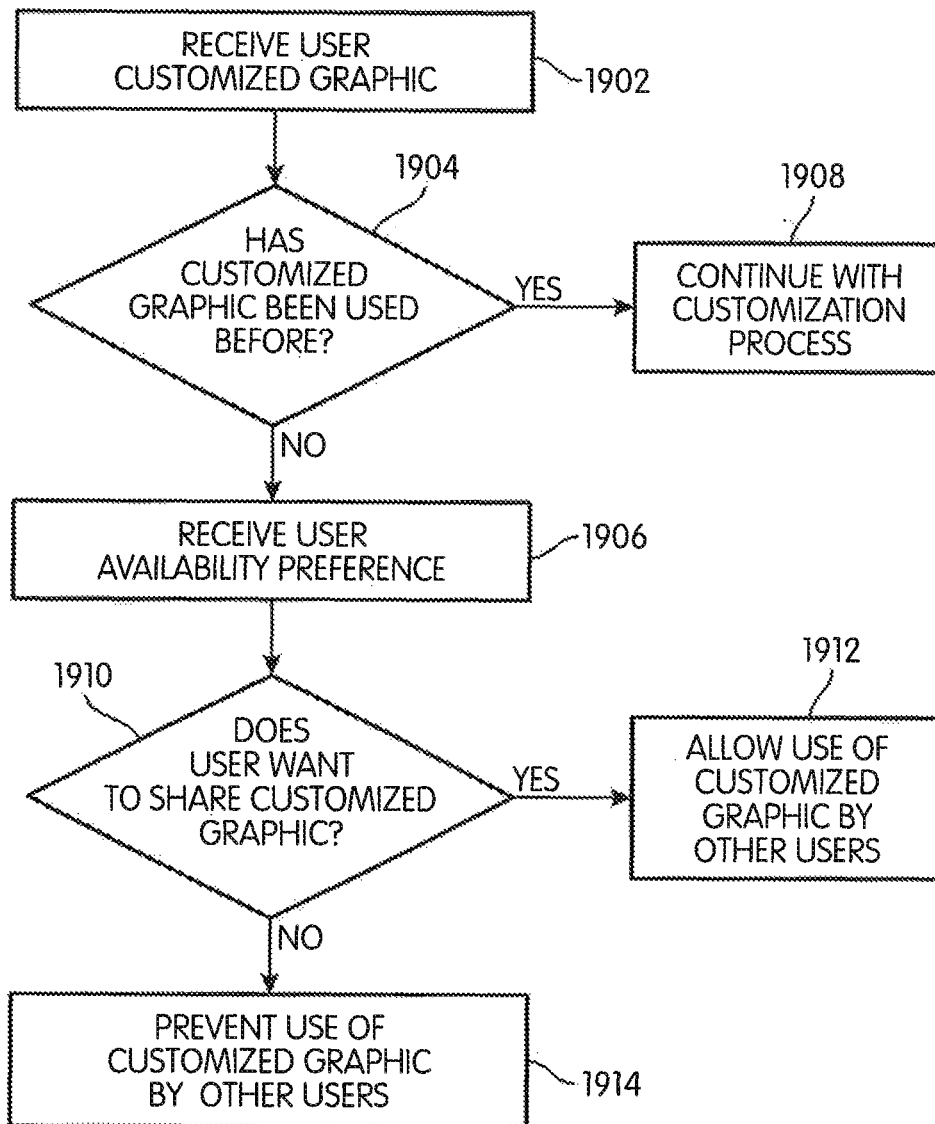 RECEIVE USER
CUSTOMIZED GRAPHIC
1902
1904
HAS
CUSTOMIZED
GRAPHIC BEEN USED
BEFORE?
YES
1908
CONTINUE WITH
CUSTOMIZATION
PROCESS
NO
RECEIVE USER
AVAILABILITY PREFERENCE
1906
1910
DOES
USER WANT
TO SHARE CUSTOMIZED
GRAPHIC?
YES
1912
ALLOW USE OF
CUSTOMIZED
GRAPHIC BY
OTHER USERS
NO
PREVENT USE OF
CUSTOMIZED GRAPHIC
BY OTHER USERS
1914